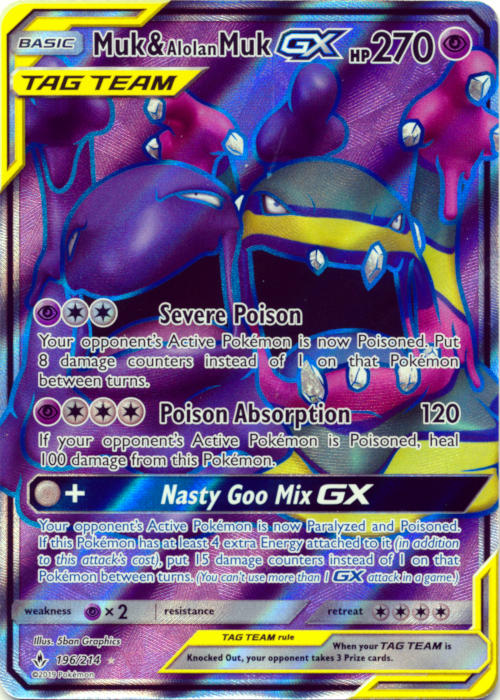 BASIC Muk & Alolan Muk GX HP 270
TAG TEAM
Severe Poison
Your opponent's Active Pokémon is now Poisoned. Put
8 damage counters instead of 1 on that Pokémon
between turns.
Poison Absorption 120
If your opponent's Active Pokémon is Poisoned, heal
100 damage from this Pokémon.
+ Nasty Goo Mix GX
Your opponent's Active Pokémon is now Paralyzed and Poisoned.
If this Pokémon has at least 4 extra Energy attached to it (in addition
to this attack's cost), put 15 damage counters instead of 1 on that
Pokémon between turns. (You can't use more than 1 GX attack in a game.)
weakness ×2 resistance retreat
Illus. 5ban Graphics
196/214
©2019 Pokémon
TAG TEAM rule
When your TAG TEAM is
Knocked Out, your opponent takes 3 Prize cards.